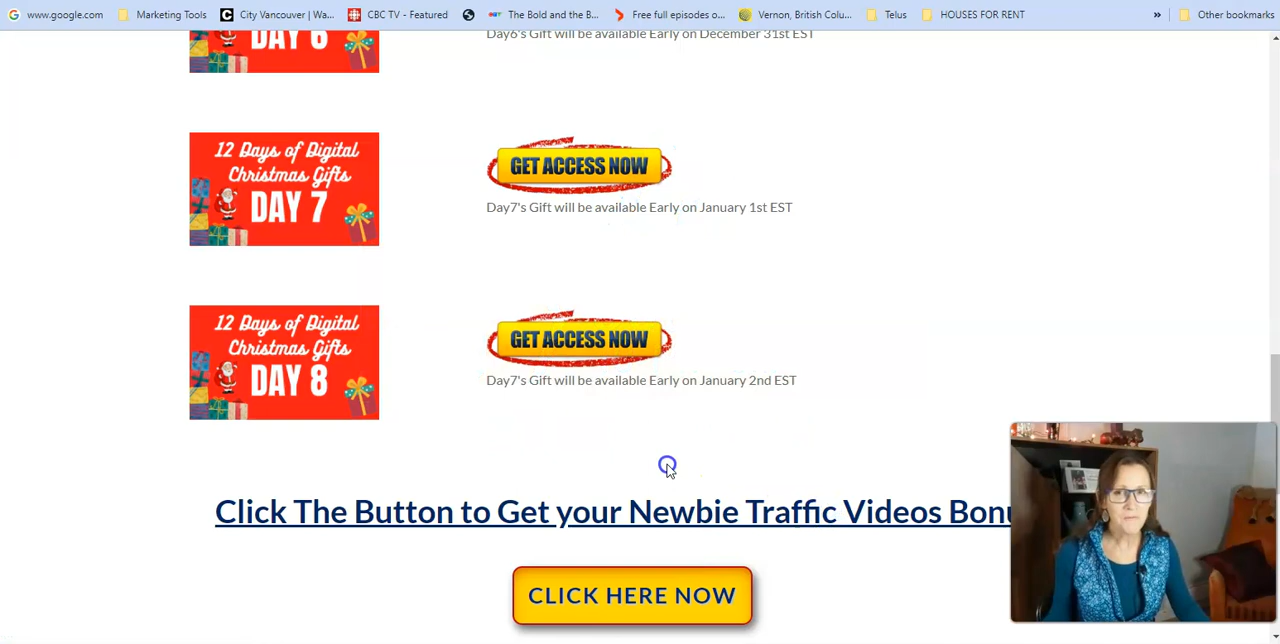 www.google.com
Marketing Tools
City Vancouver | Wa...
CBC TV - Featured
The Bold and the B...
Free full episodes o...
Vernon, British Colu...
Telus
HOUSES FOR RENT
»
Other bookmarks
DAY 6
Day6's Gift will be available Early on December 31st EST
12 Days of Digital
Christmas Gifts
DAY 7
GET ACCESS NOW
Day7's Gift will be available Early on January 1st EST
12 Days of Digital
Christmas Gifts
DAY 8
GET ACCESS NOW
Day7's Gift will be available Early on January 2nd EST
Click The Button to Get your Newbie Traffic Videos Bonu
CLICK HERE NOW